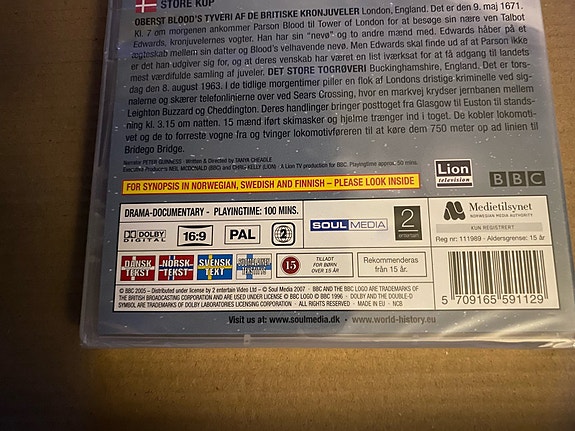 STORE KUP
OBERST BLOOD'S TYVERI AF DE BRITISKE KRONJUVELER London, England. Det er den 9. maj 1671.
Kl. 7 om morgenen ankommer Parson Blood til Tower of London for at besøge sin nære ven Talbot
Edwards, kronjuvelernes vogter. Han har sin "nevø" og to andre med. Edwards håber på et
ægteskab mellem sin datter og Blood's velhavende nevø. Men Edwards skal finde ud af at Parson ikke
er det han udgiver sig for, og at deres venskab har været en list iværksat for at få adgang til landets
mest værdifulde samling af juveler. DET STORE TOGRØVERI Buckinghamshire, England. Det er tors-
dag den 8. august 1963. I de tidlige morgentimer piller en flok af Londons dristige kriminelle ved sig-
nalerne og skærer telefonlinierne over ved Sears Crossing, hvor en markvej krydser jernbanen mellem
Leighton Buzzard og Cheddington. Deres handlinger bringer posttoget fra Glasgow til Euston til stands-
ning kl. 3.15 om natten. 15 mænd iført skimasker og hjelme trænger ind i toget. De kobler lokomoti-
vet og de to forreste vogne fra og tvinger lokomotivføreren til at køre dem 750 meter op ad linien til
Bridego Bridge.
Narrator PETER GUINNESS · Written & Directed by TANYA CHEADLE
Executive Producers NEIL MCDONALD (BBC) and CHRIS KELLY (LION) · A Lion TV production for BBC. Playingtime approx. 50 mins.
Lion
television
BBC
FOR SYNOPSIS IN NORWEGIAN, SWEDISH AND FINNISH – PLEASE LOOK INSIDE
DRAMA-DOCUMENTARY - PLAYINGTIME: 100 MINS.
DOLBY
DIGITAL
16:9
PAL
2
SOULMEDIA
2
entertain
Medietilsynet
NORWEGIAN MEDIA AUTHORITY
KUN REGISTRERT
Reg nr: 111989 - Aldersgrense: 15 år
DANSK
TEKST
NORSK
TEKST
SVENSK
TEXT
15
TILLADT
FOR BØRN
OVER 15 ÅR
Rekommenderas
från 15 år.
5 709165 591129
© BBC 2005 – Distributed under license by 2 entertain Video Ltd – © Soul Media 2007 · BBC AND THE BBC LOGO ARE TRADEMARKS OF
THE BRITISH BROADCASTING CORPORATION AND ARE USED UNDER LICENSE © BBC LOGO © BBC 1996 · DOLBY AND THE DOUBLE-D
SYMBOL ARE TRADEMARKS OF DOLBY LABORATORIES LICENSING CORPORATION · ALL RIGHTS RESERVED · MADE IN EU · NCB
Visit us at: www.soulmedia.dk · www-world-history.eu